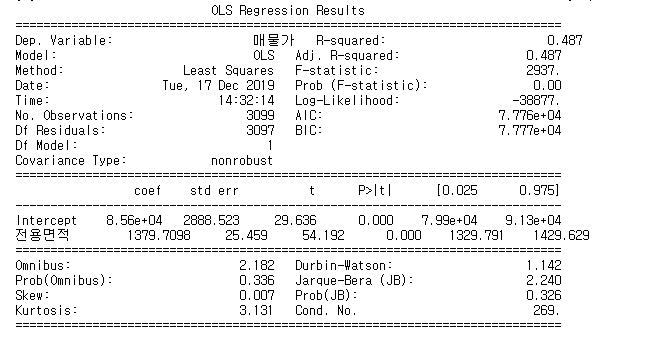 OLS Regression Results
==============================================================================
Dep. Variable: 매물가 R-squared: 0.487
Model: OLS Adj. R-squared: 0.487
Method: Least Squares F-statistic: 2937.
Date: Tue, 17 Dec 2019 Prob (F-statistic): 0.00
Time: 14:32:14 Log-Likelihood: -38877.
No. Observations: 3099 AIC: 7.776e+04
Df Residuals: 3097 BIC: 7.777e+04
Df Model: 1
Covariance Type: nonrobust
==============================================================================
coef std err t P>|t| [0.025 0.975]
------------------------------------------------------------------------------
Intercept 8.56e+04 2888.523 29.636 0.000 7.99e+04 9.13e+04
전용면적 1379.7098 25.459 54.192 0.000 1329.791 1429.629
==============================================================================
Omnibus: 2.182 Durbin-Watson: 1.142
Prob(Omnibus): 0.336 Jarque-Bera (JB): 2.240
Skew: 0.007 Prob(JB): 0.326
Kurtosis: 3.131 Cond. No. 269.
==============================================================================